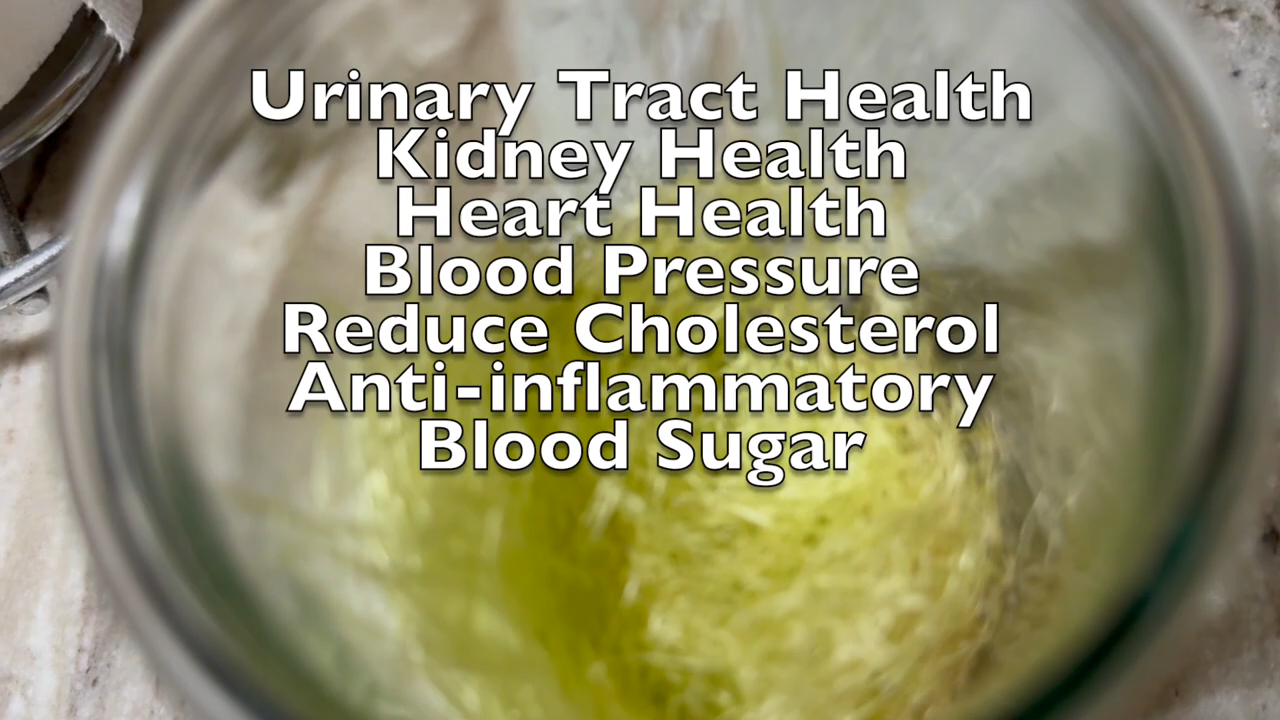 Urinary Tract Health
Kidney Health
Heart Health
Blood Pressure
Reduce Cholesterol
Anti-inflammatory
Blood Sugar